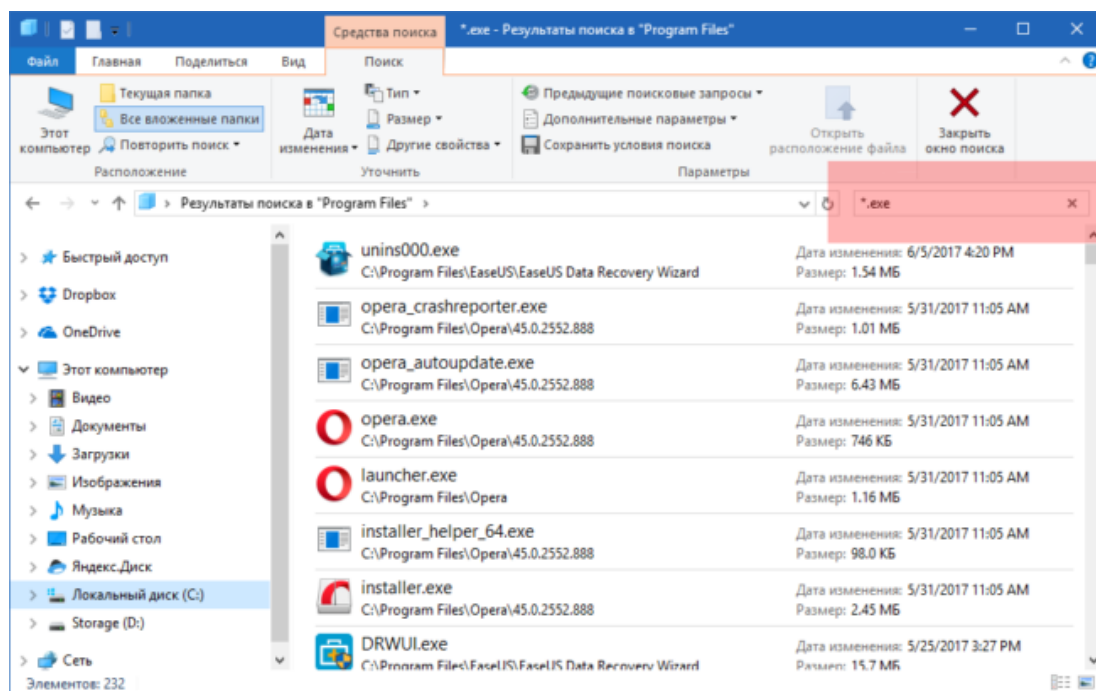 Средства поиска
*.exe - Результаты поиска в "Program Files"
Файл Главная Поделиться Вид Поиск
Этот компьютер
Текущая папка
Все вложенные папки
Повторить поиск
Расположение
Дата изменения
Тип
Размер
Другие свойства
Уточнить
Предыдущие поисковые запросы
Дополнительные параметры
Сохранить условия поиска
Открыть расположение файла
Параметры
Закрыть окно поиска
Результаты поиска в "Program Files"
*.exe
Быстрый доступ
Dropbox
OneDrive
Этот компьютер
Видео
Документы
Загрузки
Изображения
Музыка
Рабочий стол
Яндекс.Диск
Локальный диск (C:)
Storage (D:)
Сеть
unins000.exe
C:\Program Files\EaseUS\EaseUS Data Recovery Wizard
Дата изменения: 6/5/2017 4:20 PM
Размер: 1.54 МБ
opera_crashreporter.exe
C:\Program Files\Opera\45.0.2552.888
Дата изменения: 5/31/2017 11:05 AM
Размер: 1.01 МБ
opera_autoupdate.exe
C:\Program Files\Opera\45.0.2552.888
Дата изменения: 5/31/2017 11:05 AM
Размер: 6.43 МБ
opera.exe
C:\Program Files\Opera\45.0.2552.888
Дата изменения: 5/31/2017 11:05 AM
Размер: 746 КБ
launcher.exe
C:\Program Files\Opera
Дата изменения: 5/31/2017 11:05 AM
Размер: 1.16 МБ
installer_helper_64.exe
C:\Program Files\Opera\45.0.2552.888
Дата изменения: 5/31/2017 11:05 AM
Размер: 98.0 КБ
installer.exe
C:\Program Files\Opera\45.0.2552.888
Дата изменения: 5/31/2017 11:05 AM
Размер: 2.45 МБ
DRWUI.exe
C:\Program Files\EaseUS\EaseUS Data Recovery Wizard
Дата изменения: 5/25/2017 3:27 PM
Размер: 15.7 МБ
Элементов: 232